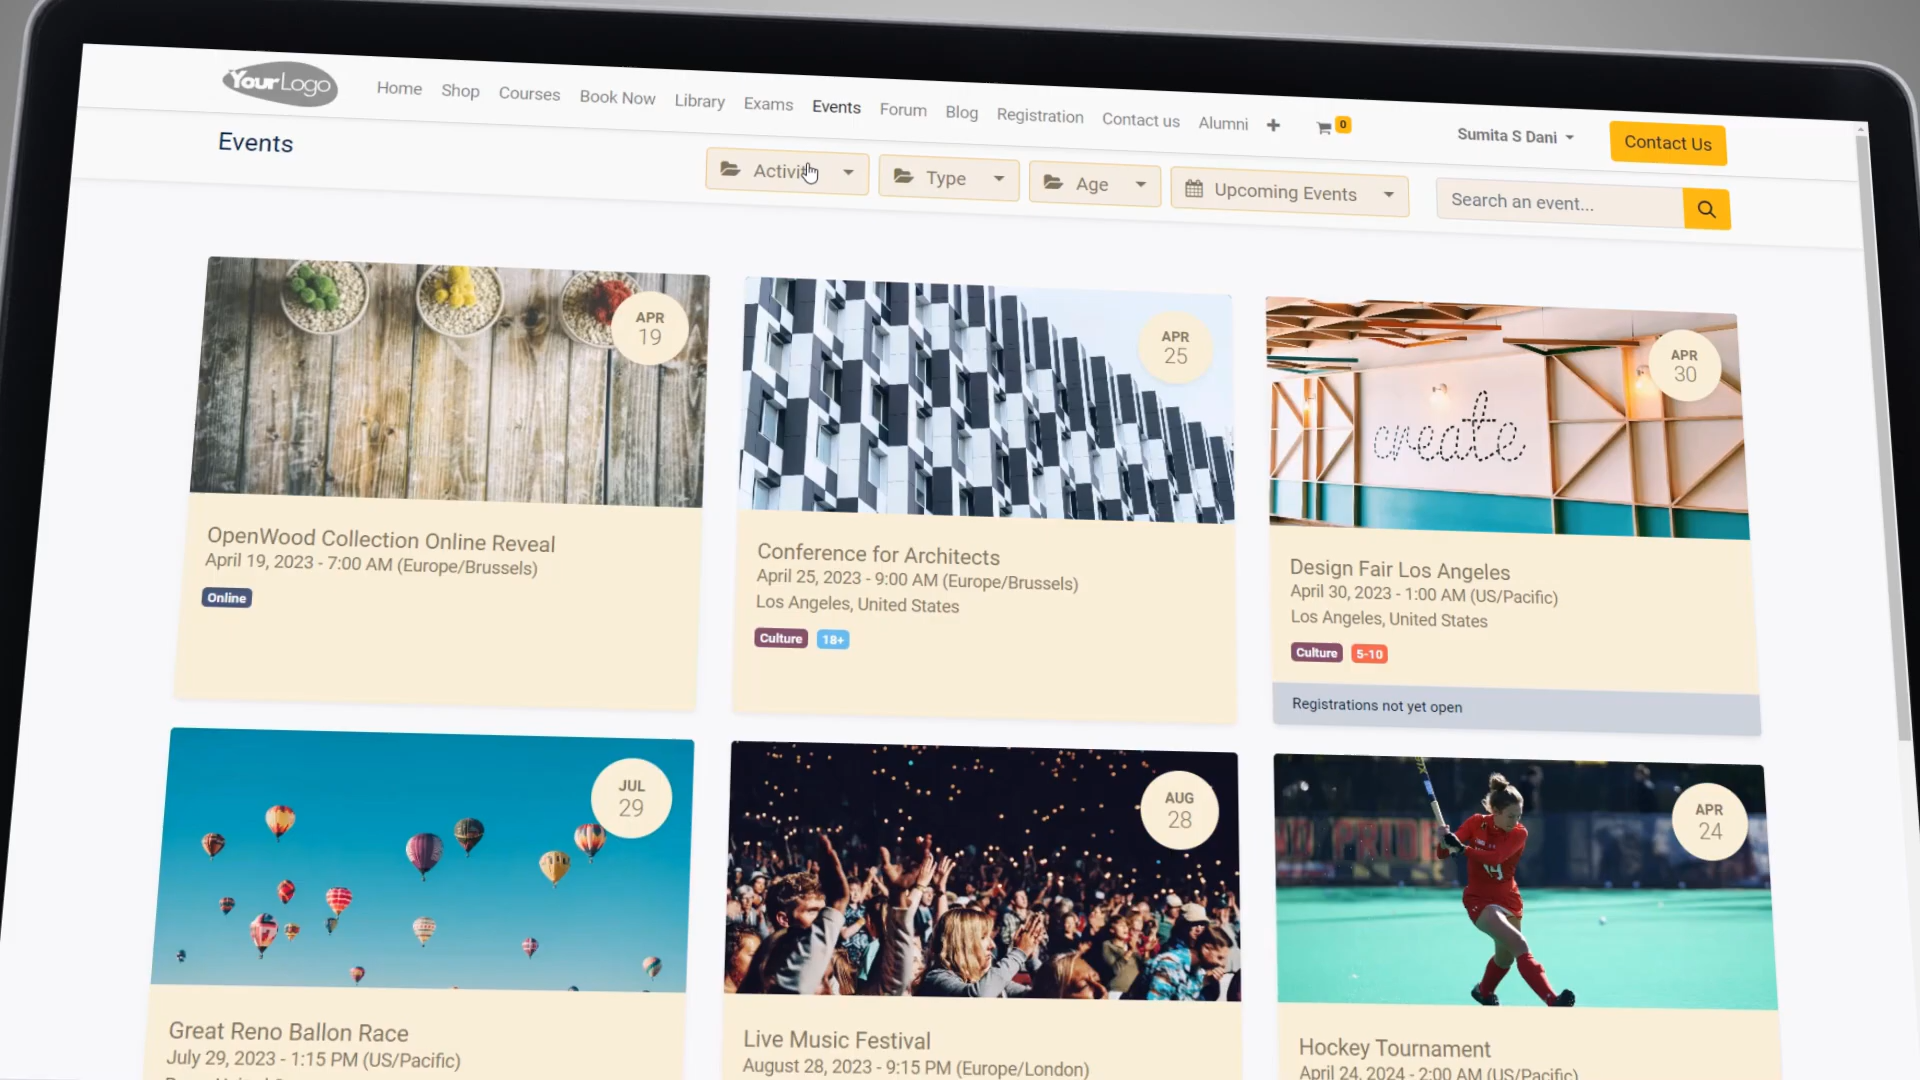 YourLogo
Home Shop Courses Book Now Library Exams Events Forum Blog Registration Contact us Alumni + 0 Sumita S Dani Contact Us
Events
Type Age Upcoming Events Search an event...
APR
19
APR
25
APR
30
create
OpenWood Collection Online Reveal
April 19, 2023 - 7:00 AM (Europe/Brussels)
Online
Conference for Architects
April 25, 2023 - 9:00 AM (Europe/Brussels)
Los Angeles, United States
Culture 18+
Design Fair Los Angeles
April 30, 2023 - 1:00 AM (US/Pacific)
Los Angeles, United States
Culture 5-10
Registrations not yet open
JUL
29
AUG
28
APR
24
14
Great Reno Ballon Race
July 29, 2023 - 1:15 PM (US/Pacific)
Live Music Festival
August 28, 2023 - 9:15 PM (Europe/London)
Hockey Tournament
April 24, 2024 - 2:00 AM (US/Pacific)